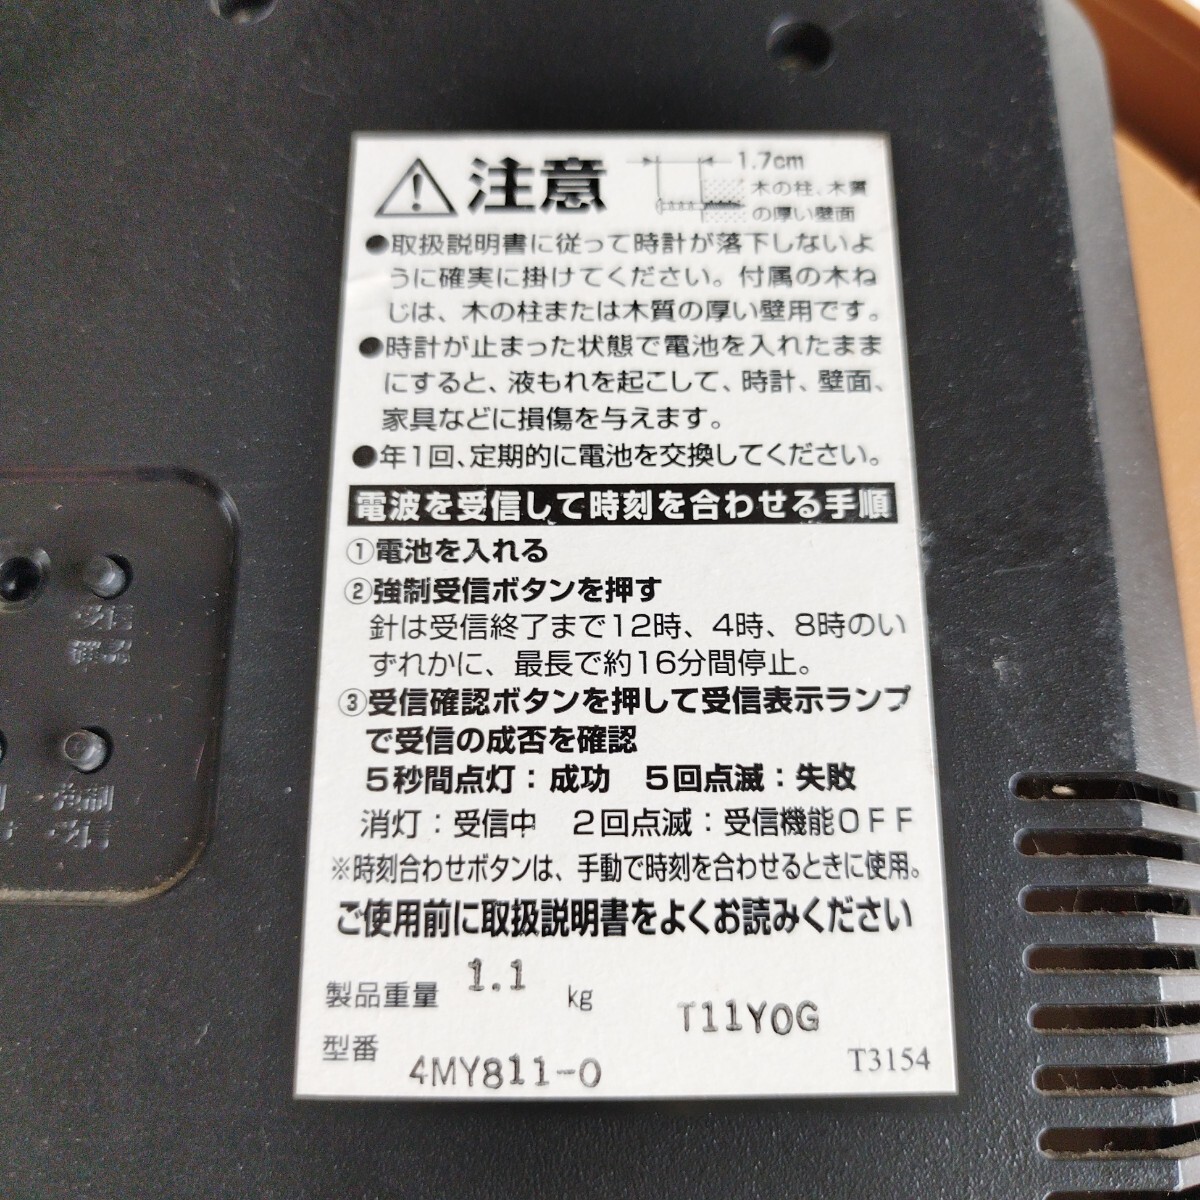 注意
1.7cm
木の柱、木質
の厚い壁面
●取扱説明書に従って時計が落下しないよ
うに確実に掛けてください。付属の木ね
じは、木の柱または木質の厚い壁用です。
●時計が止まった状態で電池を入れたまま
にすると、液もれを起こして、時計、壁面、
家具などに損傷を与えます。
●年1回、定期的に電池を交換してください。
電波を受信して時刻を合わせる手順
①電池を入れる
②強制受信ボタンを押す
針は受信終了まで12時、4時、8時のい
ずれかに、最長で約16分間停止。
③受信確認ボタンを押して受信表示ランプ
で受信の成否を確認
5秒間点灯：成功　5回点滅：失敗
消灯：受信中　2回点滅：受信機能OFF
※時刻合わせボタンは、手動で時刻を合わせるときに使用。
ご使用前に取扱説明書をよくお読みください
製品重量 1.1 kg
T11Y0G
型番 4MY811-0
T3154
受信
確認
強制
受信